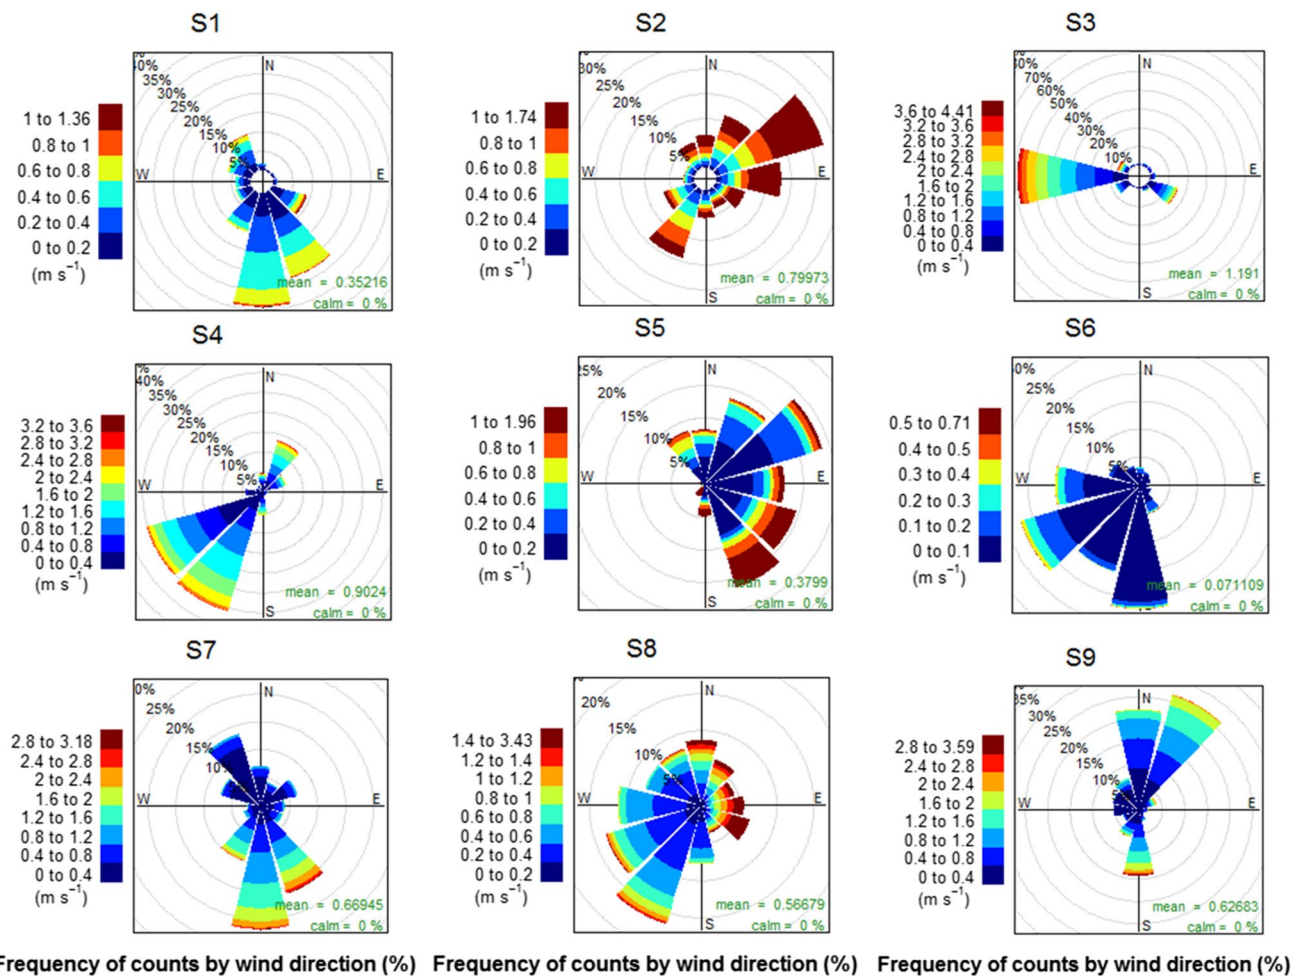 S1
40%
35%
30%
25%
20%
15%
10%
5%
N
W
E
1 to 1.36
0.8 to 1
0.6 to 0.8
0.4 to 0.6
0.2 to 0.4
0 to 0.2
(m s⁻¹)
mean = 0.35216
calm = 0 %
S2
30%
25%
20%
15%
10%
5%
N
W
E
S
1 to 1.74
0.8 to 1
0.6 to 0.8
0.4 to 0.6
0.2 to 0.4
0 to 0.2
(m s⁻¹)
mean = 0.79973
calm = 0 %
S3
70%
60%
50%
40%
30%
20%
10%
N
W
E
S
3.6 to 4.41
3.2 to 3.6
2.8 to 3.2
2.4 to 2.8
2 to 2.4
1.6 to 2
1.2 to 1.6
0.8 to 1.2
0.4 to 0.8
0 to 0.4
(m s⁻¹)
mean = 1.191
calm = 0 %
S4
40%
35%
30%
25%
20%
15%
10%
5%
N
W
E
S
3.2 to 3.6
2.8 to 3.2
2.4 to 2.8
2 to 2.4
1.6 to 2
1.2 to 1.6
0.8 to 1.2
0.4 to 0.8
0 to 0.4
(m s⁻¹)
mean = 0.9024
calm = 0 %
S5
25%
20%
15%
10%
5%
N
W
E
S
1 to 1.96
0.8 to 1
0.6 to 0.8
0.4 to 0.6
0.2 to 0.4
0 to 0.2
(m s⁻¹)
mean = 0.3799
calm = 0 %
S6
25%
20%
15%
10%
5%
N
W
E
0.5 to 0.71
0.4 to 0.5
0.3 to 0.4
0.2 to 0.3
0.1 to 0.2
0 to 0.1
(m s⁻¹)
mean = 0.071109
calm = 0 %
S7
0%
25%
20%
15%
10%
N
W
E
2.8 to 3.18
2.4 to 2.8
2 to 2.4
1.6 to 2
1.2 to 1.6
0.8 to 1.2
0.4 to 0.8
0 to 0.4
(m s⁻¹)
mean = 0.66945
calm = 0 %
S8
20%
15%
10%
5%
N
W
E
S
1.4 to 3.43
1.2 to 1.4
1 to 1.2
0.8 to 1
0.6 to 0.8
0.4 to 0.6
0.2 to 0.4
0 to 0.2
(m s⁻¹)
mean = 0.56679
calm = 0 %
S9
35%
30%
25%
20%
15%
10%
N
W
E
S
2.8 to 3.59
2.4 to 2.8
2 to 2.4
1.6 to 2
1.2 to 1.6
0.8 to 1.2
0.4 to 0.8
0 to 0.4
(m s⁻¹)
mean = 0.62683
calm = 0 %
Frequency of counts by wind direction (%)
Frequency of counts by wind direction (%)
Frequency of counts by wind direction (%)